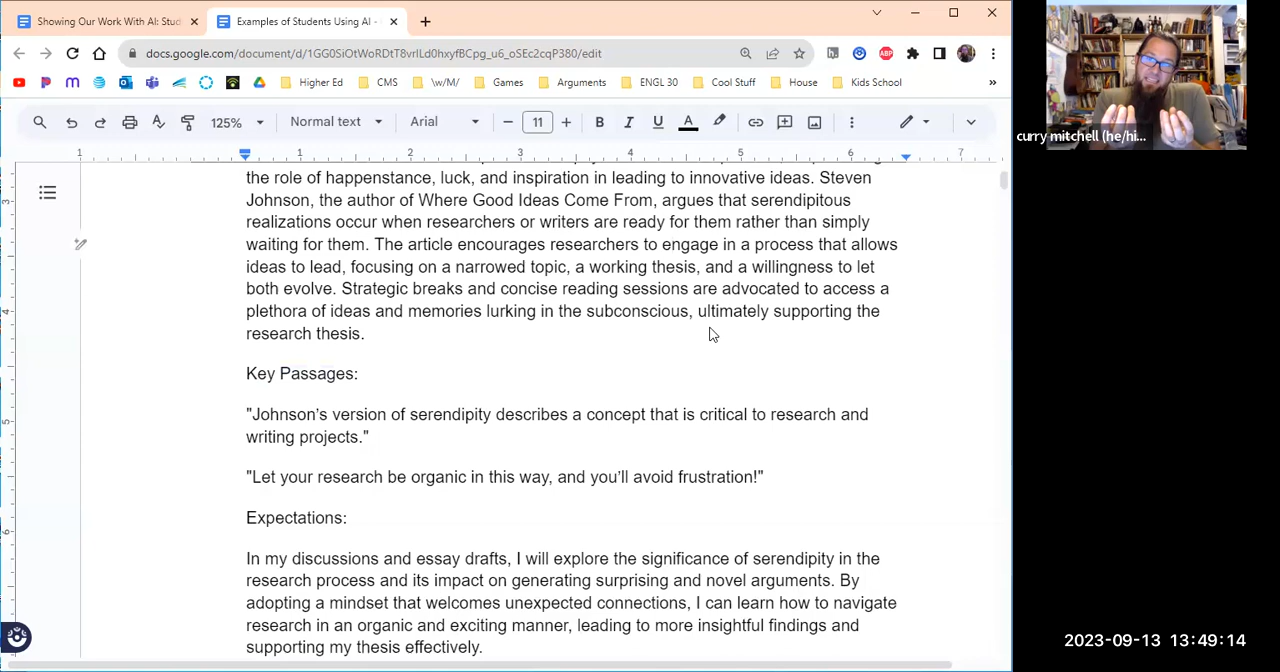 Showing Our Work With AI: Stud
Examples of Students Using AI -
docs.google.com/document/d/1GG0SiOtWoRDtT8vrlLd0hxyfBCpg_u6_oSEc2cqP380/edit
Higher Ed
CMS
\w/M/
Games
Arguments
ENGL 30
Cool Stuff
House
Kids School
»
125%
Normal text
Arial
11
B
I
U
A
1 1 2 3 4 5 6 7
the role of happenstance, luck, and inspiration in leading to innovative ideas. Steven
Johnson, the author of Where Good Ideas Come From, argues that serendipitous
realizations occur when researchers or writers are ready for them rather than simply
waiting for them. The article encourages researchers to engage in a process that allows
ideas to lead, focusing on a narrowed topic, a working thesis, and a willingness to let
both evolve. Strategic breaks and concise reading sessions are advocated to access a
plethora of ideas and memories lurking in the subconscious, ultimately supporting the
research thesis.
Key Passages:
"Johnson’s version of serendipity describes a concept that is critical to research and
writing projects."
"Let your research be organic in this way, and you’ll avoid frustration!"
Expectations:
In my discussions and essay drafts, I will explore the significance of serendipity in the
research process and its impact on generating surprising and novel arguments. By
adopting a mindset that welcomes unexpected connections, I can learn how to navigate
research in an organic and exciting manner, leading to more insightful findings and
supporting my thesis effectively.
curry mitchell (he/hi...
2023-09-13 13:49:14